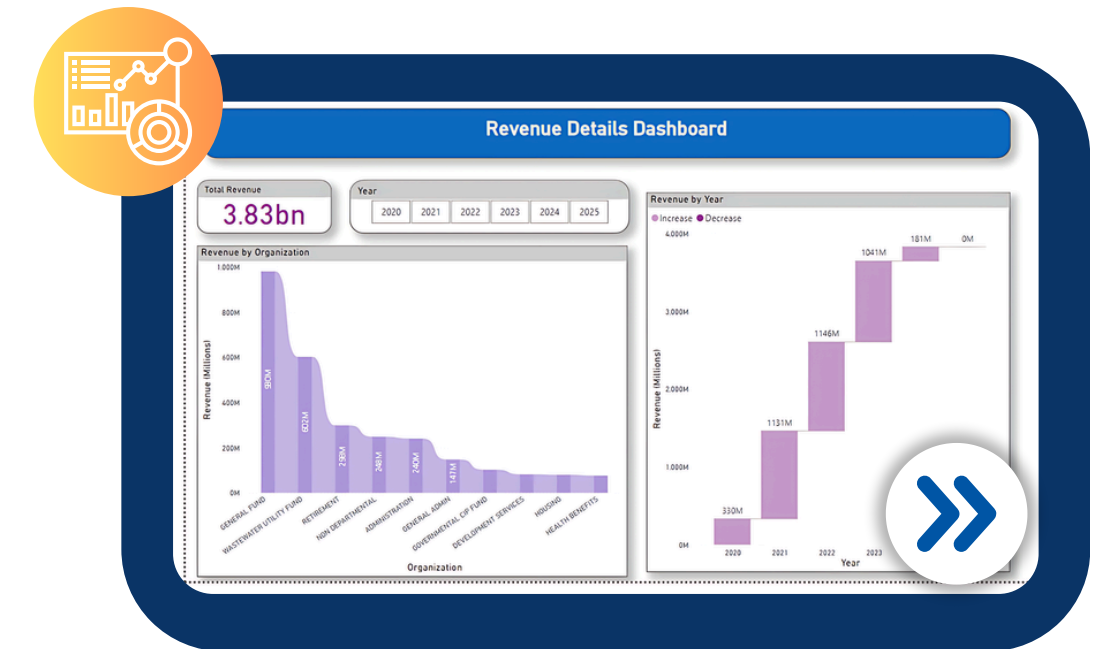 Revenue Details Dashboard
Total Revenue
3.83bn
Year
2020 2021 2022 2023 2024 2025
Revenue by Organization
1,000M
800M
600M
400M
200M
0M
Revenue (Millions)
980M
602M
298M
248M
240M
147M
GENERAL FUND
WASTEWATER UTILITY FUND
RETIREMENT
NON DEPARTMENTAL
ADMINISTRATION
GENERAL ADMIN
GOVERNMENTAL CIP FUND
DEVELOPMENT SERVICES
HOUSING
HEALTH BENEFITS
Organization
Revenue by Year
Increase Decrease
4,000M
3,000M
2,000M
1,000M
0M
Revenue (Millions)
330M
1131M
1146M
1041M
181M
0M
2020 2021 2022 2023
Year